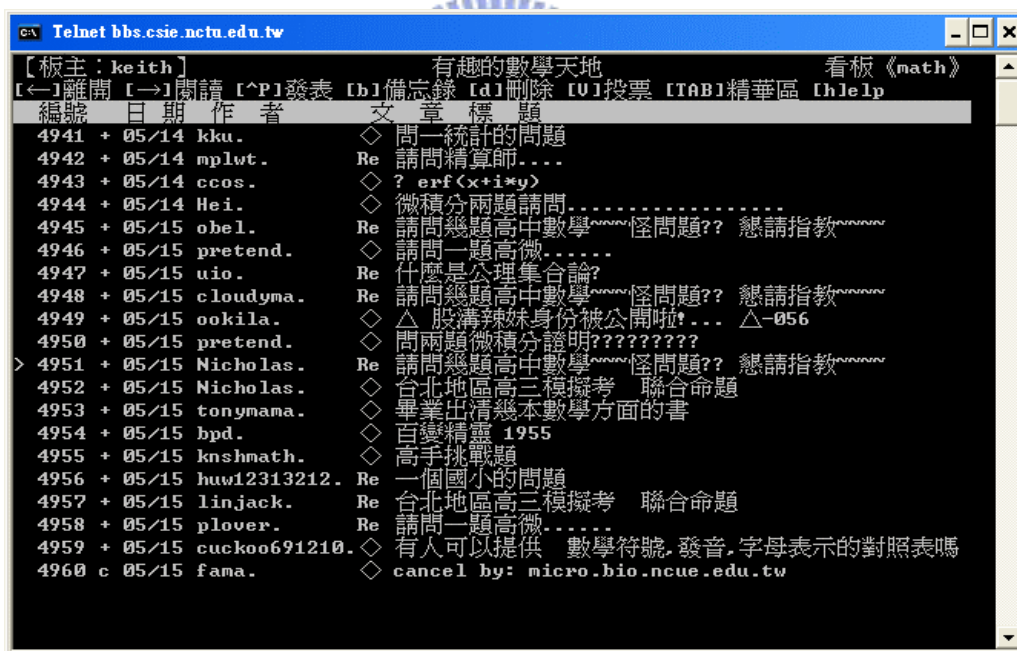 Telnet bbs.csie.nctu.edu.tw
【板主：keith】 有趣的數學天地 看板《math》
[←]離開 [→]閱讀 [^P]發表 [b]備忘錄 [d]刪除 [V]投票 [TAB]精華區 [h]elp
編號 日 期 作 者 文 章 標 題
4941 + 05/14 kku. ◇ 問一統計的問題
4942 + 05/14 mplwt. Re 請問精算師....
4943 + 05/14 ccos. ◇ ? erf(x+i*y)
4944 + 05/14 Hei. ◇ 微積分兩題請問..................
4945 + 05/15 obel. Re 請問幾題高中數學~~~~怪問題?? 懇請指教~~~~~
4946 + 05/15 pretend. ◇ 請問一題高微......
4947 + 05/15 uio. Re 什麼是公理集合論?
4948 + 05/15 cloudyma. Re 請問幾題高中數學~~~~怪問題?? 懇請指教~~~~~
4949 + 05/15 ookila. ◇ △ 股溝辣妹身份被公開啦!... △-056
4950 + 05/15 pretend. ◇ 問兩題微積分證明?????????
> 4951 + 05/15 Nicholas. Re 請問幾題高中數學~~~~怪問題?? 懇請指教~~~~~
4952 + 05/15 Nicholas. ◇ 台北地區高三模擬考 聯合命題
4953 + 05/15 tonymama. ◇ 畢業出清幾本數學方面的書
4954 + 05/15 bpd. ◇ 百變精靈 1955
4955 + 05/15 knshmath. ◇ 高手挑戰題
4956 + 05/15 huw12313212. Re 一個國小的問題
4957 + 05/15 linjack. Re 台北地區高三模擬考 聯合命題
4958 + 05/15 plover. Re 請問一題高微......
4959 + 05/15 cuckoo691210. ◇ 有人可以提供 數學符號,發音,字母表示的對照表嗎
4960 c 05/15 fama. ◇ cancel by: micro.bio.ncue.edu.tw